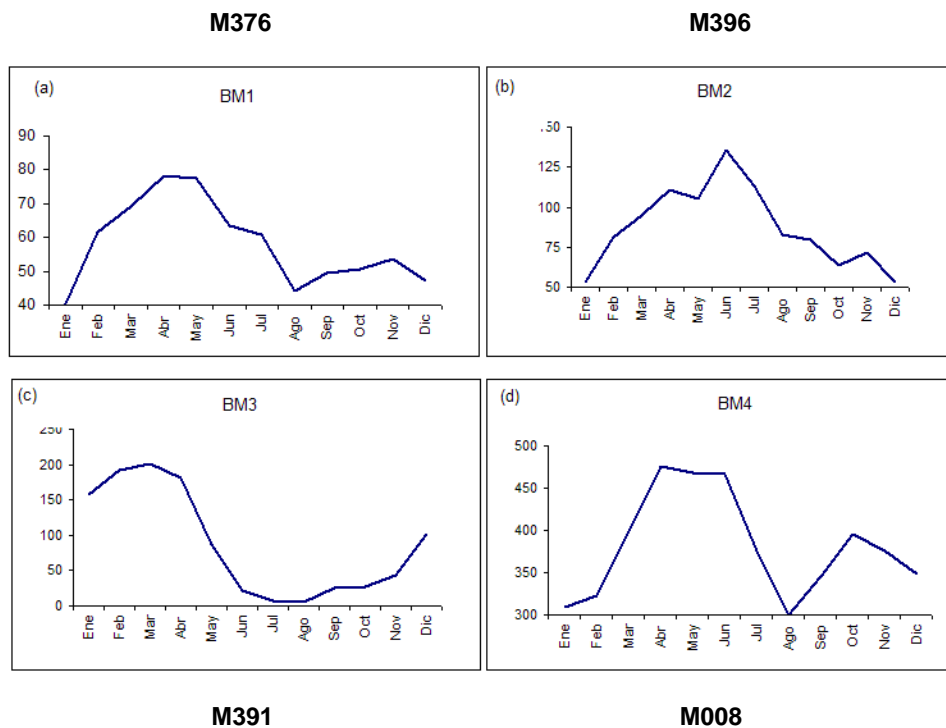 M376 M396
(a)
BM1
90
80
70
60
50
40
Ene Feb Mar Abr May Jun Jul Ago Sep Oct Nov Dic
(b)
BM2
125
100
75
50
Ene Feb Mar Abr May Jun Jul Ago Sep Oct Nov Dic
(c)
BM3
250
200
150
100
50
0
Ene Feb Mar Abr May Jun Jul Ago Sep Oct Nov Dic
(d)
BM4
500
450
400
350
300
Ene Feb Mar Abr May Jun Jul Ago Sep Oct Nov Dic
M391 M008